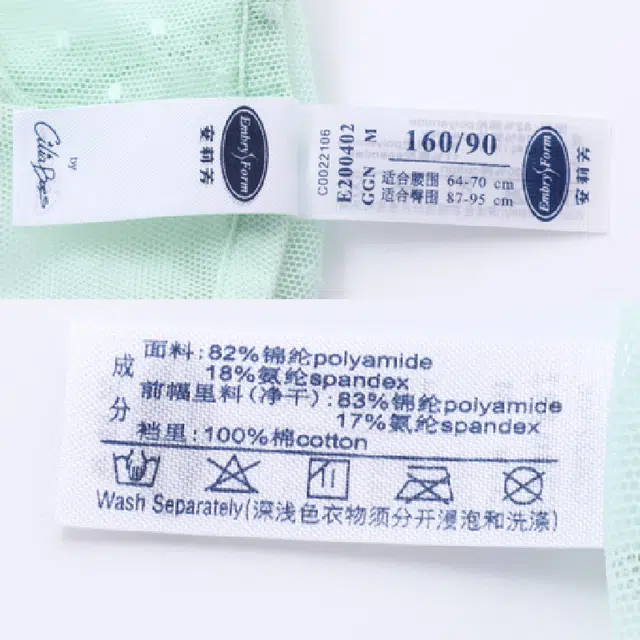 by
安莉芳
Embry Form
C0022106
E200402
GGN M
160/90
适合腰围 64-70 cm
适合臀围 87-95 cm
Embry Form
安莉芳
成分
面料：82%锦纶polyamide
18%氨纶spandex
前幅里料（净干）：83%锦纶polyamide
17%氨纶spandex
裆里：100%棉cotton
Wash Separately(深浅色衣物须分开浸泡和洗涤)